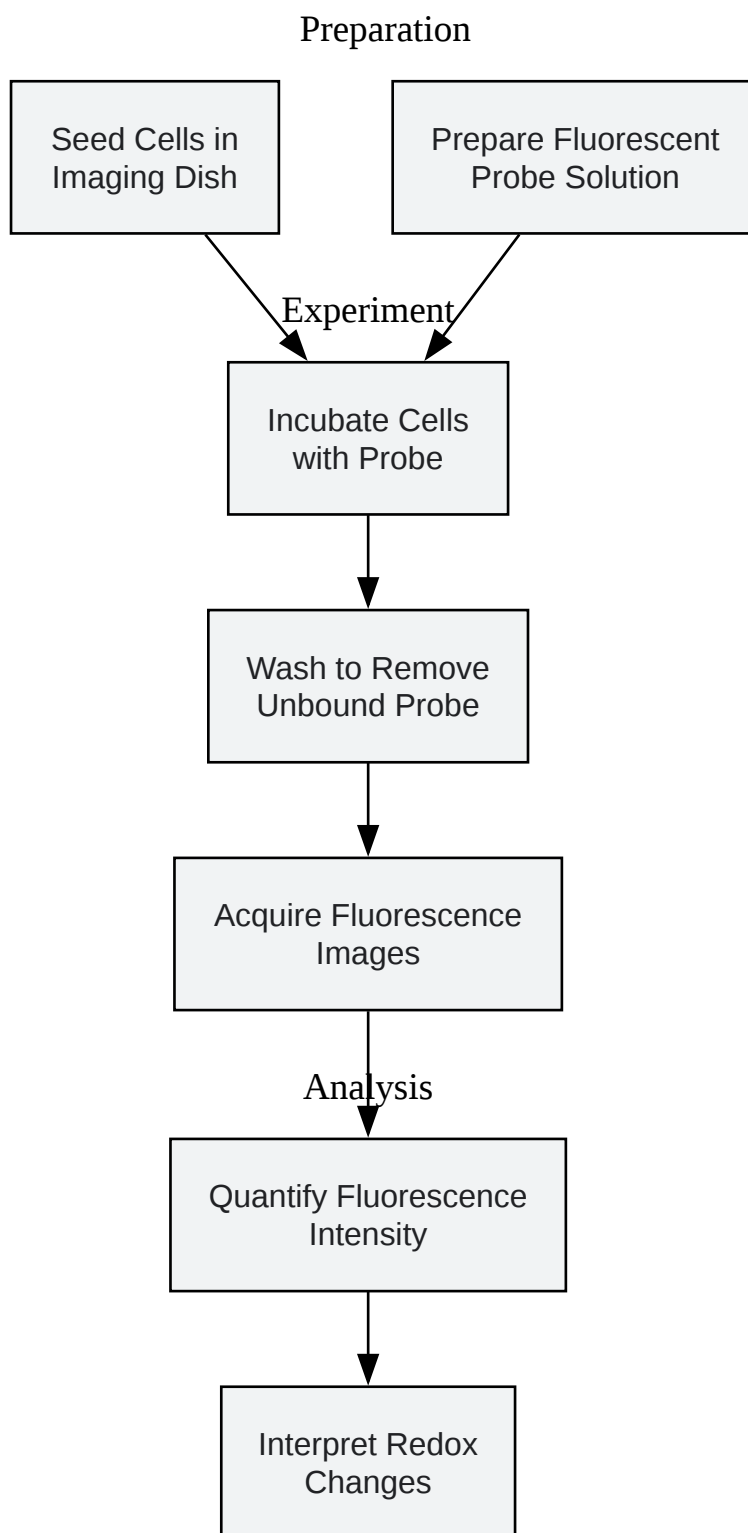 Preparation
Seed Cells in
Imaging Dish
Prepare Fluorescent
Probe Solution
Experiment
Incubate Cells
with Probe
Wash to Remove
Unbound Probe
Acquire Fluorescence
Images
Analysis
Quantify Fluorescence
Intensity
Interpret Redox
Changes